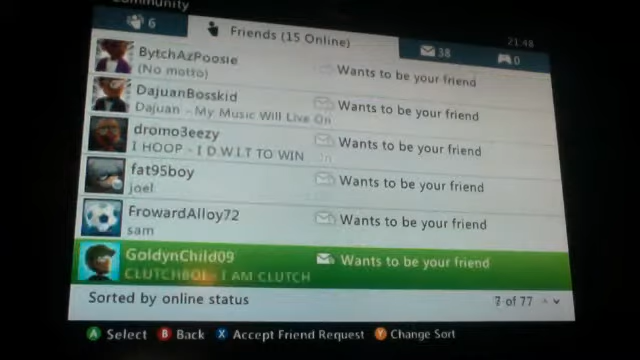 Community
6
Friends (15 Online)
38
0
21:48
BytchAzPoosie
(No motto)
Wants to be your friend
DajuanBosskid
Dajuan - My Music Will Live On
Wants to be your friend
dromo3eezy
I HOOP - I D.W.I.T TO WIN
Wants to be your friend
fat95boy
joel
Wants to be your friend
FrowardAlloy72
sam
Wants to be your friend
GoldynChild09
CLUTCHBOI - I AM CLUTCH
Wants to be your friend
Sorted by online status
7 of 77
A Select B Back X Accept Friend Request Y Change Sort